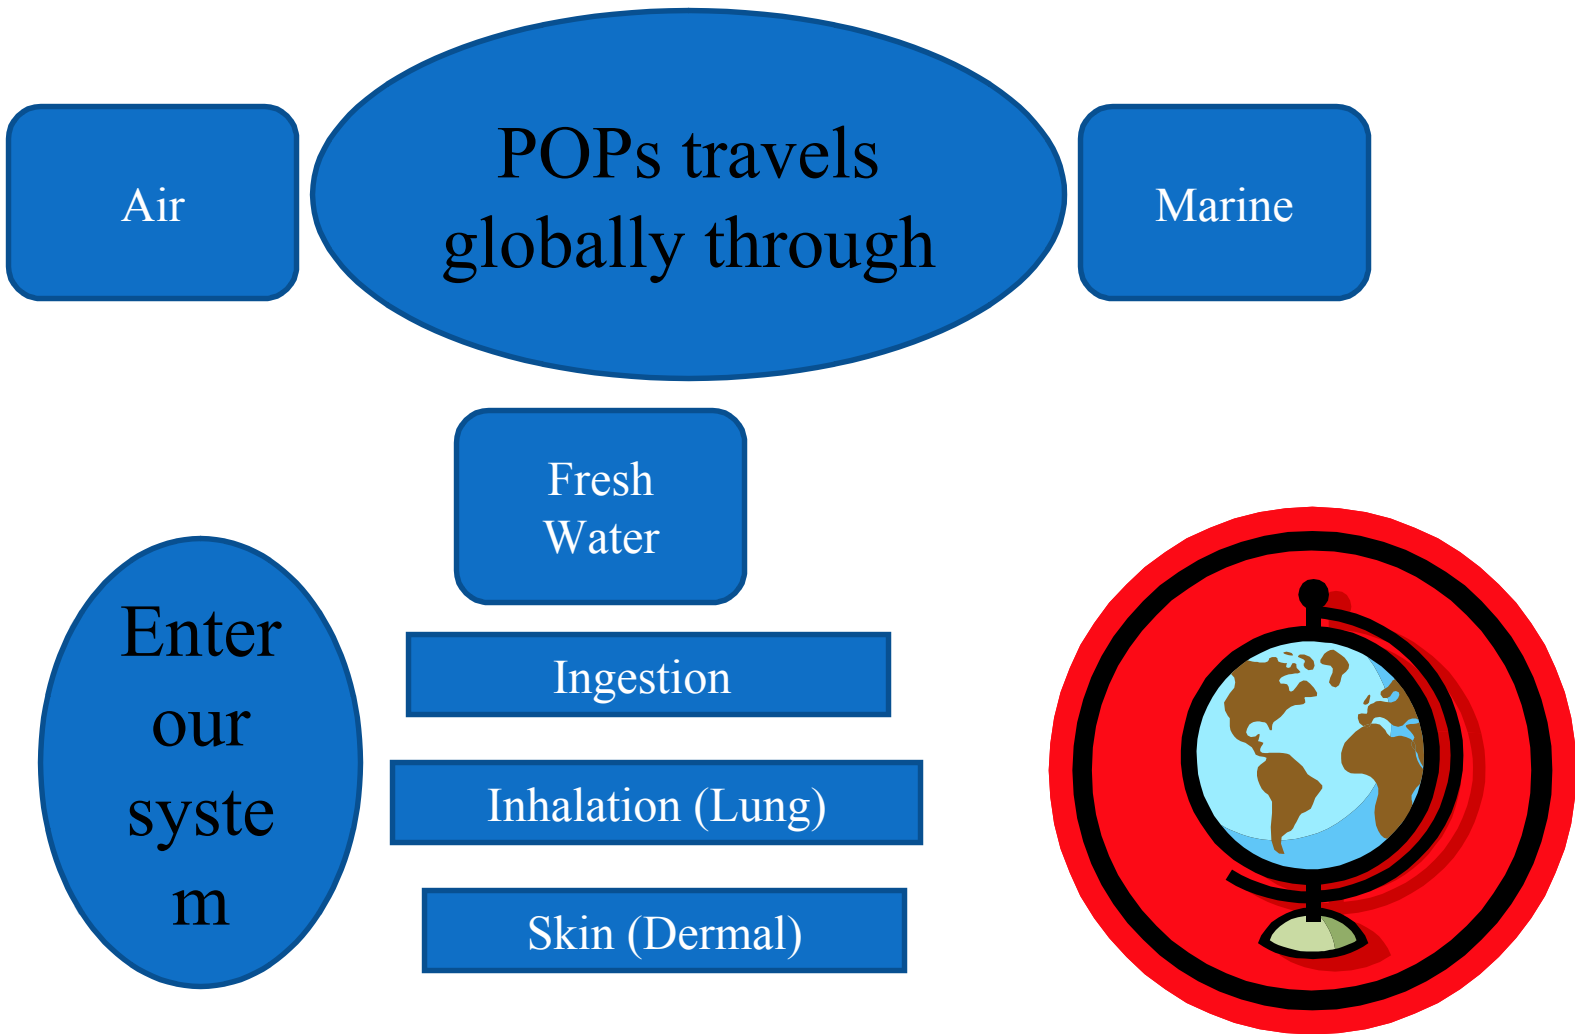 POPs travels
globally through
Air
Marine
Fresh
Water
Enter
our
syste
m
Ingestion
Inhalation (Lung)
Skin (Dermal)